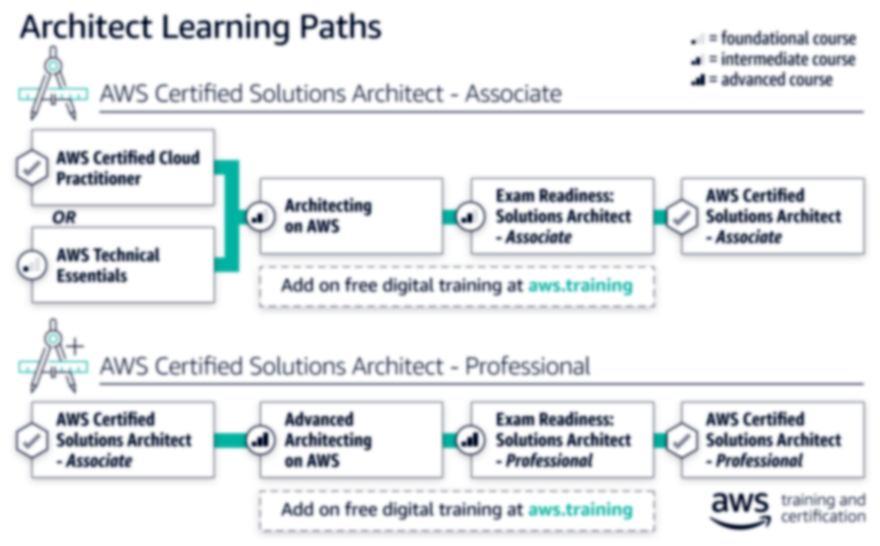 Architect Learning Paths
= foundational course
= intermediate course
= advanced course
AWS Certified Solutions Architect - Associate
AWS Certified Cloud
Practitioner
OR
AWS Technical
Essentials
Architecting
on AWS
Exam Readiness:
Solutions Architect
- Associate
AWS Certified
Solutions Architect
- Associate
Add on free digital training at aws.training
AWS Certified Solutions Architect - Professional
AWS Certified
Solutions Architect
- Associate
Advanced
Architecting
on AWS
Exam Readiness:
Solutions Architect
- Professional
AWS Certified
Solutions Architect
- Professional
Add on free digital training at aws.training
aws
training and
certification